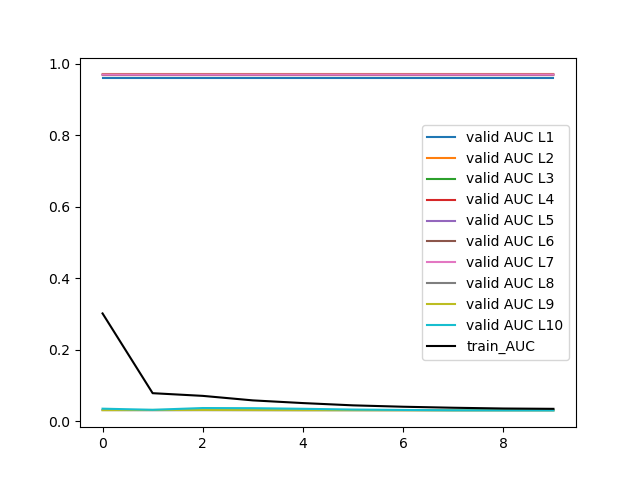 1.0
0.8
0.6
0.4
0.2
0.0
0 2 4 6 8
valid AUC L1
valid AUC L2
valid AUC L3
valid AUC L4
valid AUC L5
valid AUC L6
valid AUC L7
valid AUC L8
valid AUC L9
valid AUC L10
train_AUC